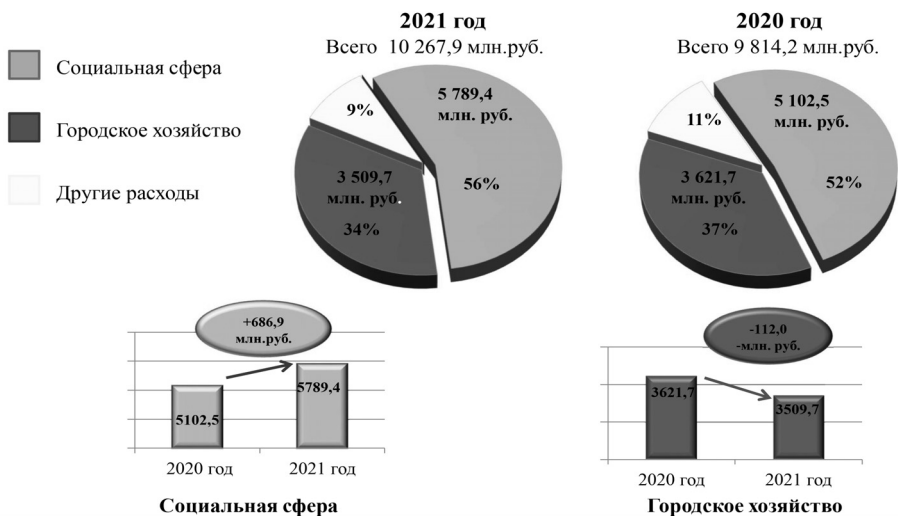 2021 год
Всего 10 267,9 млн.руб.
2020 год
Всего 9 814,2 млн.руб.
Социальная сфера
Городское хозяйство
Другие расходы
9%
5 789,4
млн. руб.
56%
3 509,7
млн. руб.
34%
11%
5 102,5
млн. руб.
52%
3 621,7
млн. руб.
37%
+686,9
млн.руб.
5102,5
5789,4
2020 год
2021 год
Социальная сфера
-112,0
-млн. руб.
3621,7
3509,7
2020 год
2021 год
Городское хозяйство